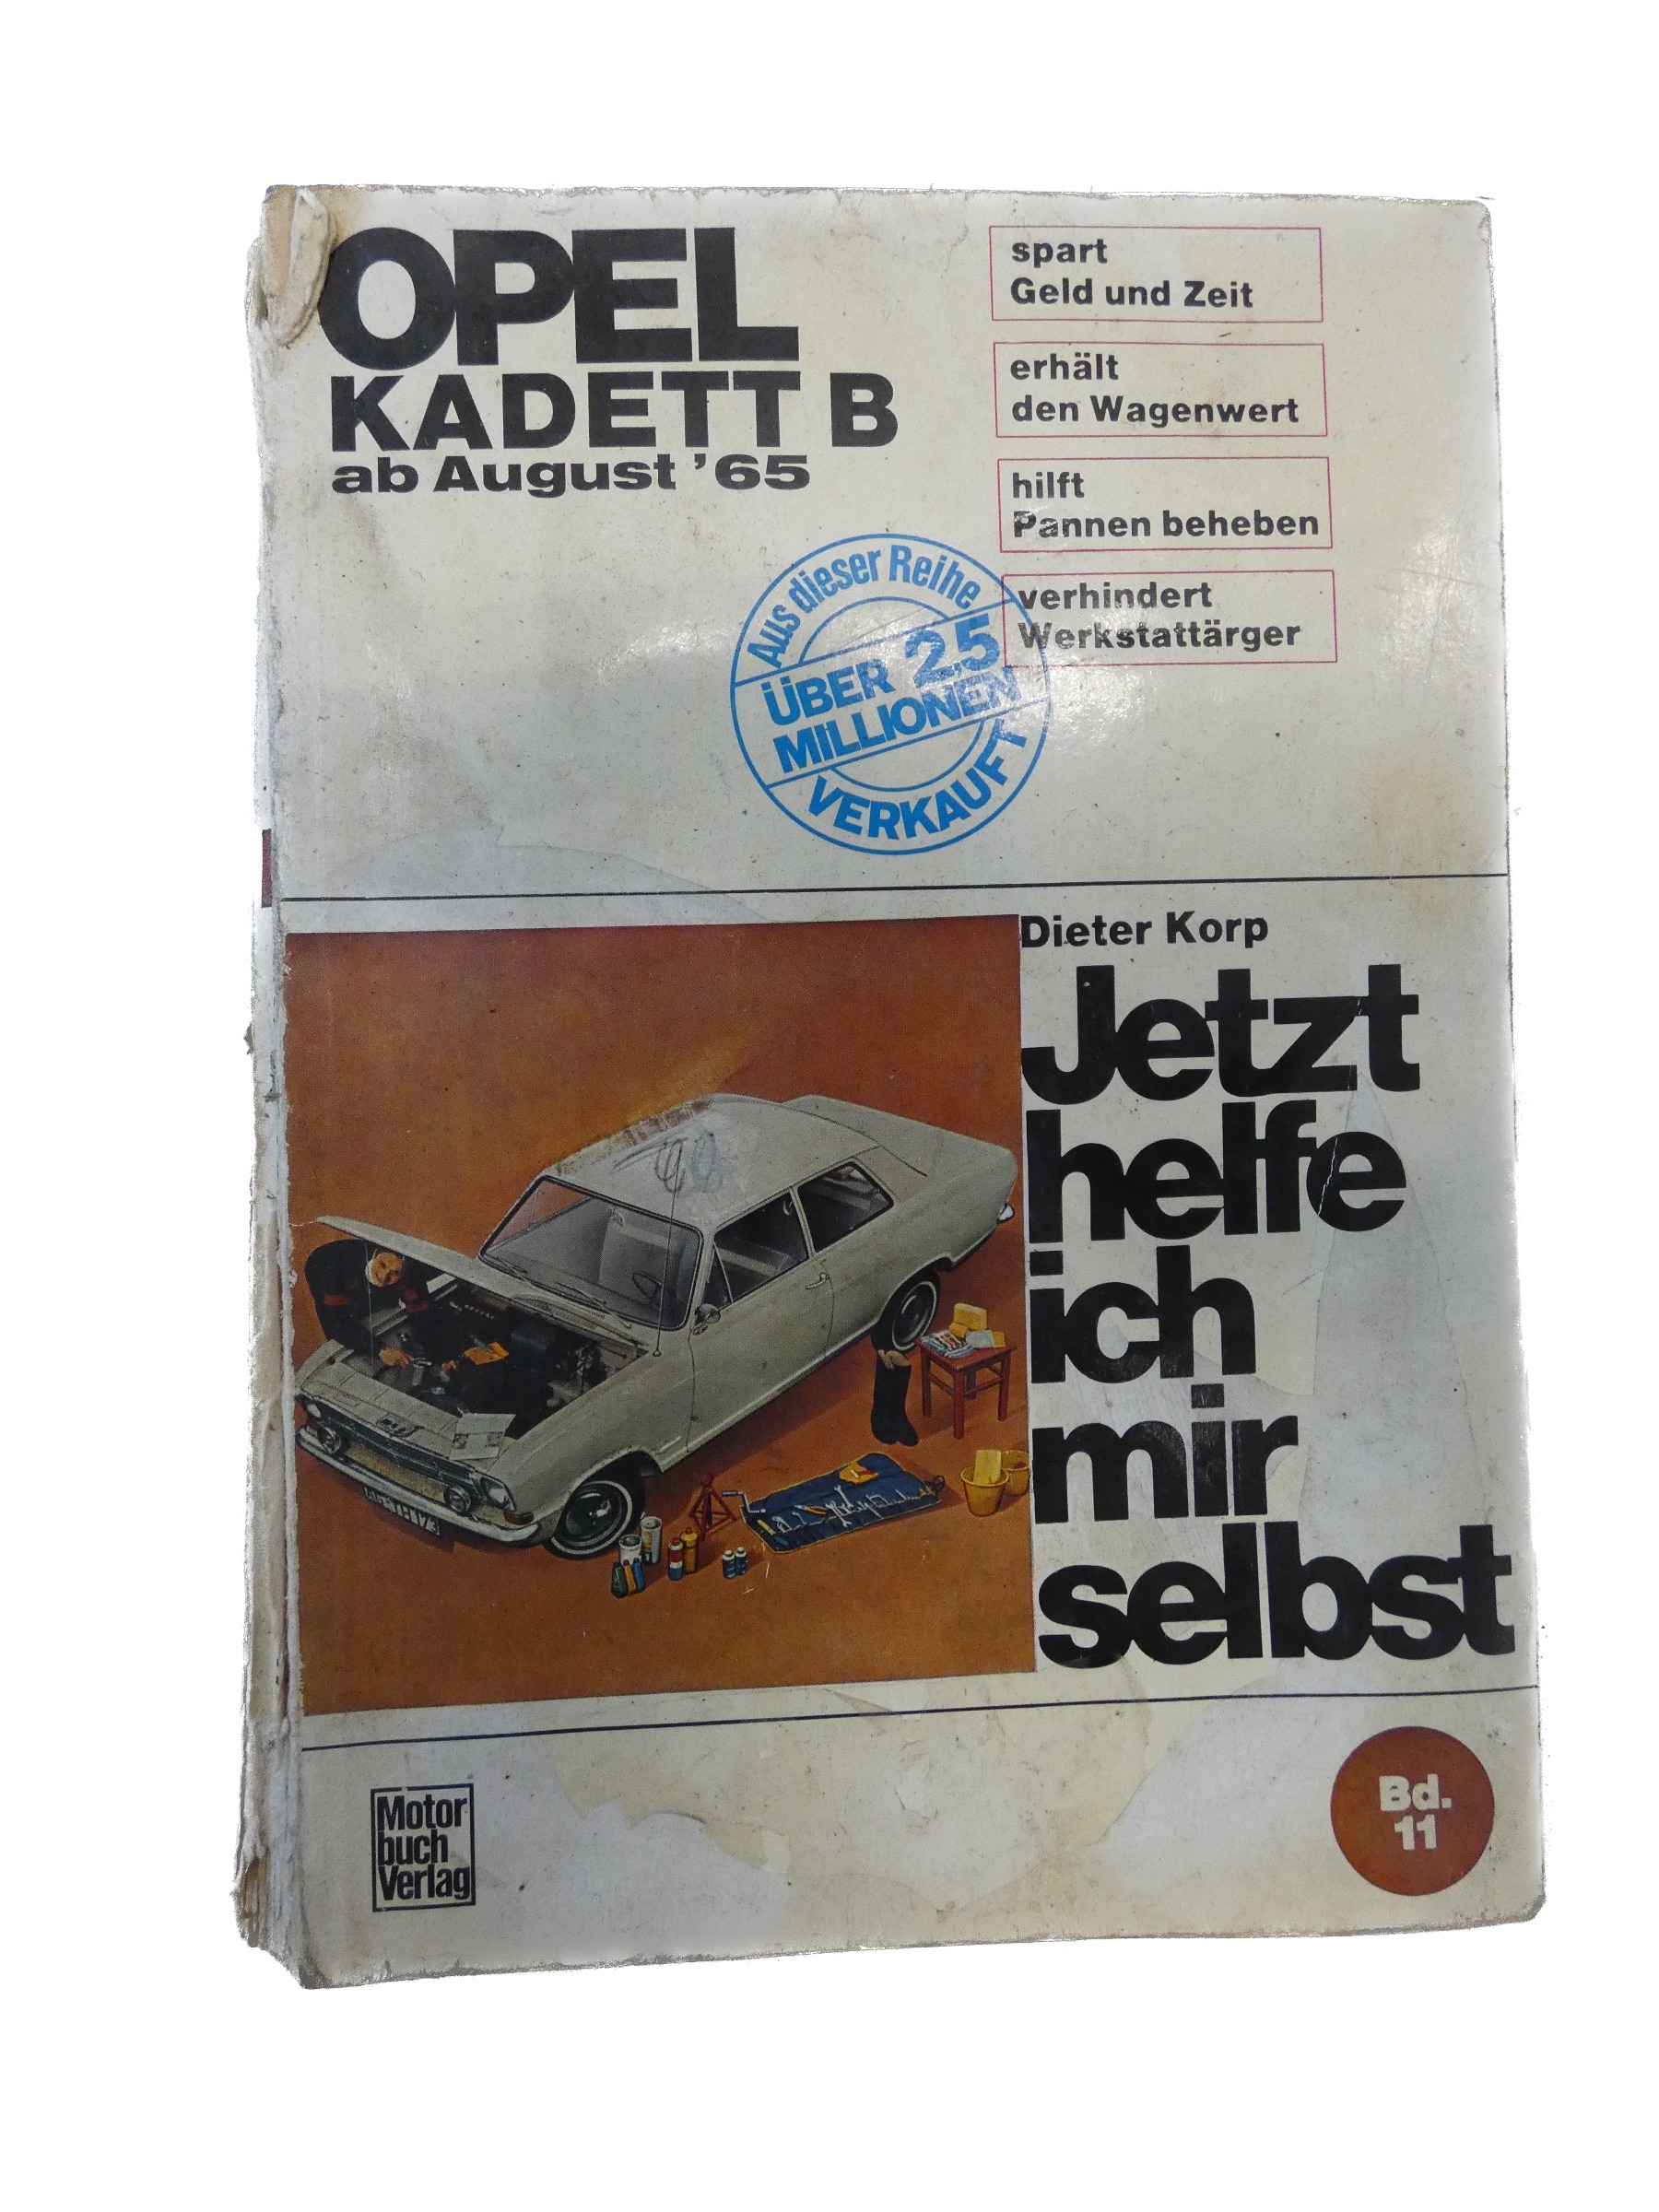 OPEL
KADETT B
ab August '65
spart
Geld und Zeit
erhält
den Wagenwert
hilft
Pannen beheben
verhindert
Werkstattärger
Aus dieser Reihe
ÜBER 2,5
MILLIONEN
VERKAUFT
Dieter Korp
Jetzt
helfe
ich
mir
selbst
Motor
buch
Verlag
Bd.
11